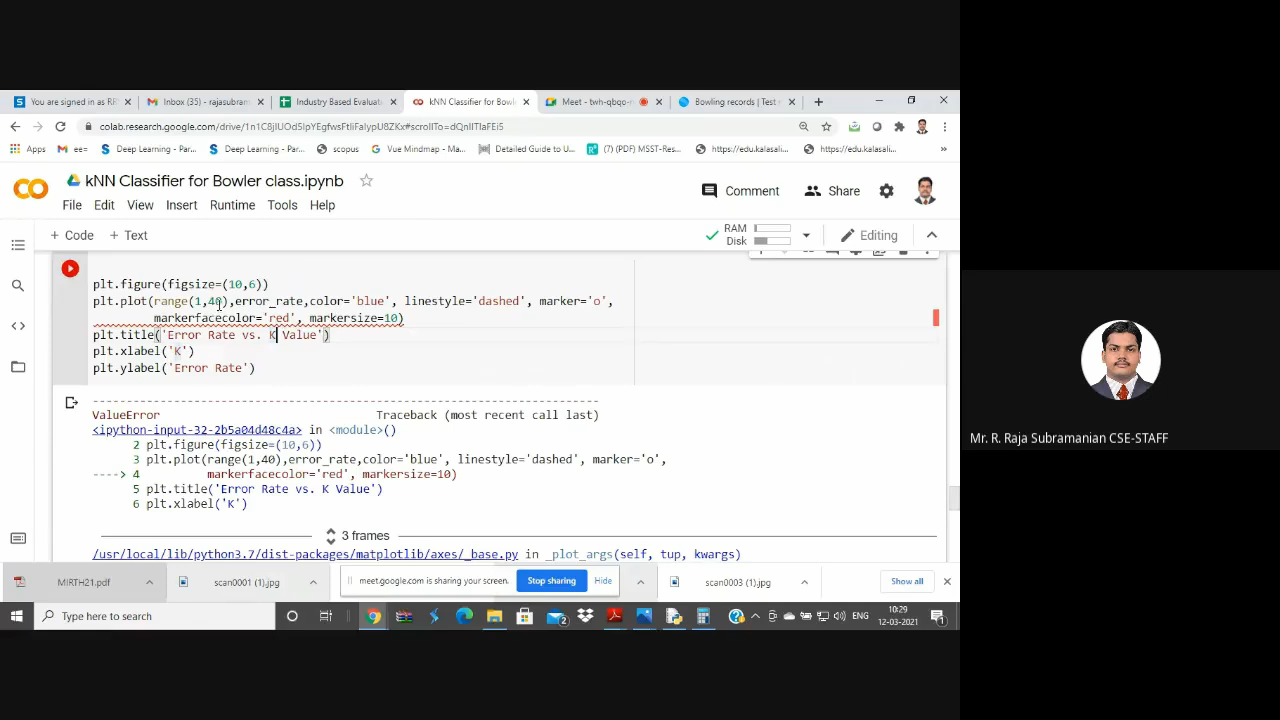 You are signed in as RR
Inbox (35) - rajasubram
Industry Based Evaluati
kNN Classifier for Bowle
Meet - twh-qbqo-
Bowling records | Test
colab.research.google.com/drive/
Apps
ee=
Deep Learning - Par...
Deep Learning - Par...
scopus
Vue Mindmap - Ma...
Detailed Guide to U...
(7) (PDF) MSST-Res...
https://edu.kalasali...
https://edu.kalasali...
kNN Classifier for Bowler class.ipynb
Comment
Share
File Edit View Insert Runtime Tools Help
+ Code + Text
RAM
Disk
Editing
plt.figure(figsize=(10,6))
plt.plot(range(1,40),error_rate,color='blue', linestyle='dashed', marker='o',
markerfacecolor='red', markersize=10)
plt.title('Error Rate vs. K Value')
plt.xlabel('K')
plt.ylabel('Error Rate')
ValueError Traceback (most recent call last)
<ipython-input-32-2b5a04d48c4a> in <module>()
2 plt.figure(figsize=(10,6))
3 plt.plot(range(1,40),error_rate,color='blue', linestyle='dashed', marker='o',
----> 4 markerfacecolor='red', markersize=10)
5 plt.title('Error Rate vs. K Value')
6 plt.xlabel('K')
3 frames
/usr/local/lib/python3.7/dist-packages/matplotlib/axes/_base.py in _plot_args(self, tup, kwargs)
Mr. R. Raja Subramanian CSE-STAFF
MIRTH21.pdf
scan0001 (1).jpg
meet.google.com is sharing your screen.
Stop sharing
Hide
scan0003 (1).jpg
Show all
Type here to search
ENG
10:29
12-03-2021